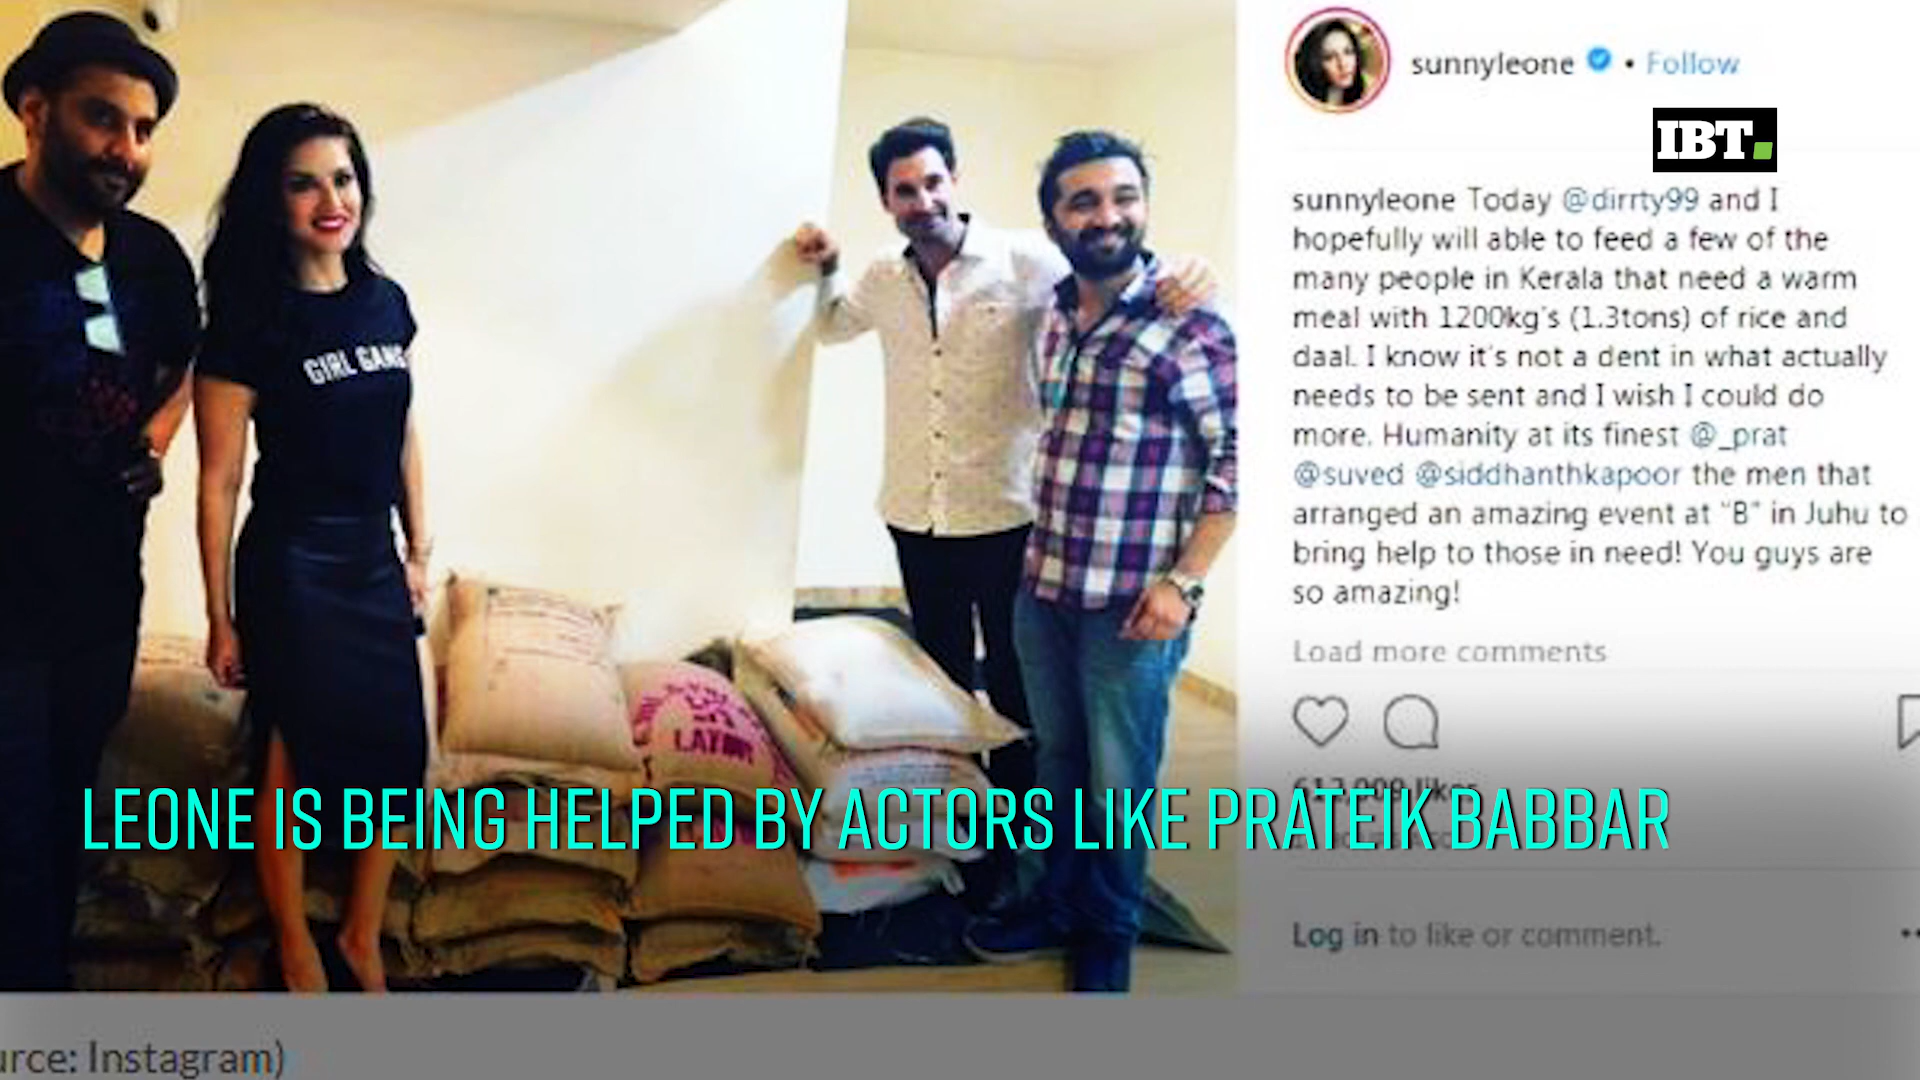 sunnyleone • Follow
IBT.
sunnyleone Today @dirrty99 and I
hopefully will able to feed a few of the
many people in Kerala that need a warm
meal with 1200kg's (1.3tons) of rice and
daal. I know it's not a dent in what actually
needs to be sent and I wish I could do
more. Humanity at its finest @_prat
@suved @siddhanthkapoor the men that
arranged an amazing event at "B" in Juhu to
bring help to those in need! You guys are
so amazing!
Load more comments
GIRL GANG
LAYOUT
LEONE IS BEING HELPED BY ACTORS LIKE PRATEIK BABBAR
Log in to like or comment.
urce: Instagram)